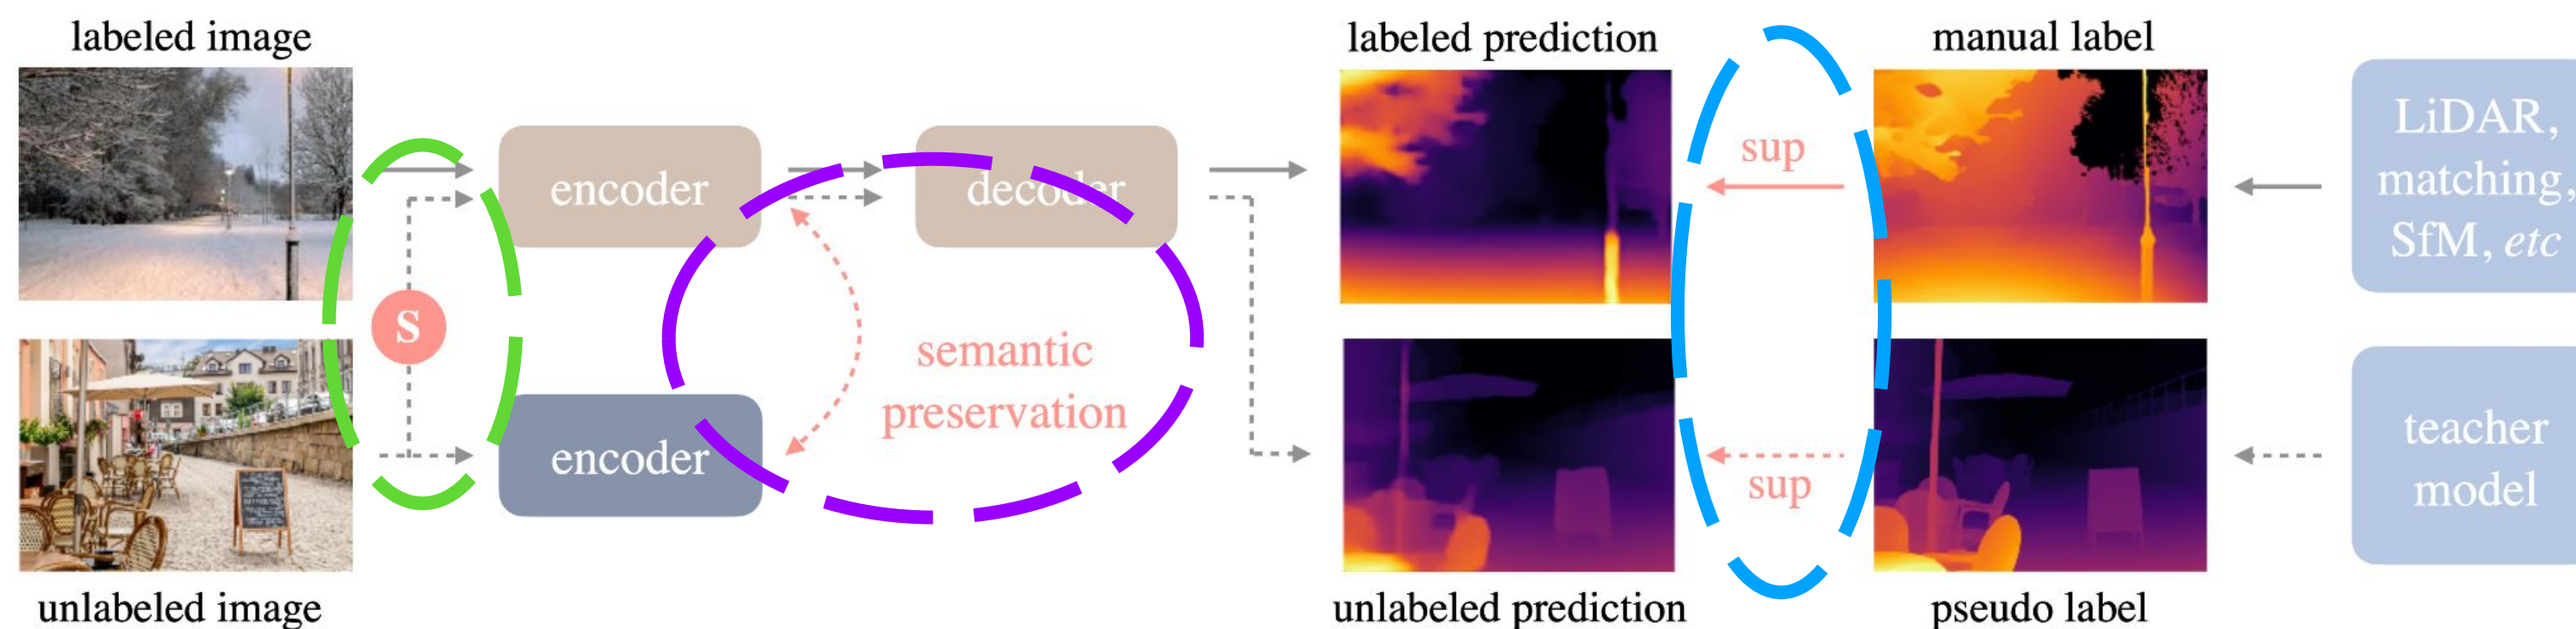 labeled image
labeled prediction
manual label
encoder
decoder
sup
LiDAR,
matching,
SfM, etc
S
semantic
preservation
encoder
sup
teacher
model
unlabeled image
unlabeled prediction
pseudo label